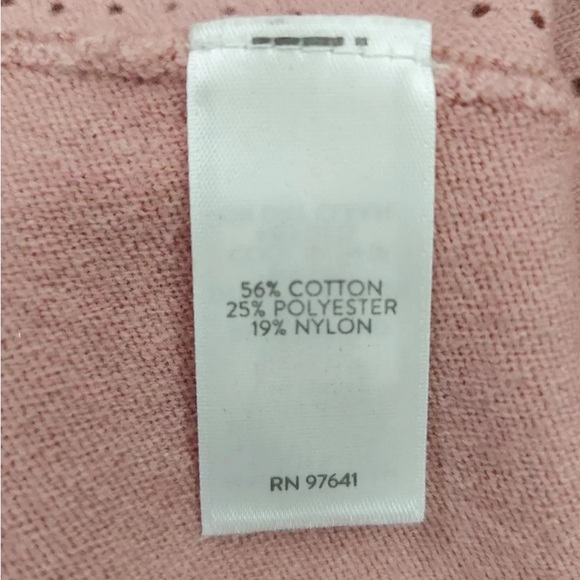 56% COTTON
25% POLYESTER
19% NYLON
RN 97641